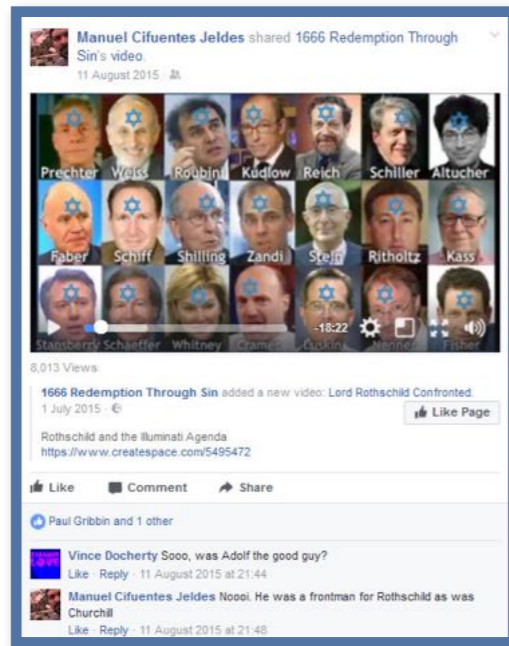 Manuel Cifuentes Jeldes shared 1666 Redemption Through
Sin's video.
11 August 2015
Prechter Weiss Roubini Kudlow Reich Schiller Altucher
Faber Schiff Shilling Zandi Stein Ritholtz Kass
Stansberry Schaeffer Whitney Cramer Luskin Nenner Fisher
-18:22
8,013 Views
1666 Redemption Through Sin added a new video: Lord Rothschild Confronted.
1 July 2015
Like Page
Rothschild and the Illuminati Agenda
https://www.createspace.com/5495472
Like Comment Share
Paul Gribbin and 1 other
Vince Docherty Sooo, was Adolf the good guy?
Like · Reply · 11 August 2015 at 21:44
Manuel Cifuentes Jeldes Noooi. He was a frontman for Rothschild as was
Churchill
Like · Reply · 11 August 2015 at 21:48